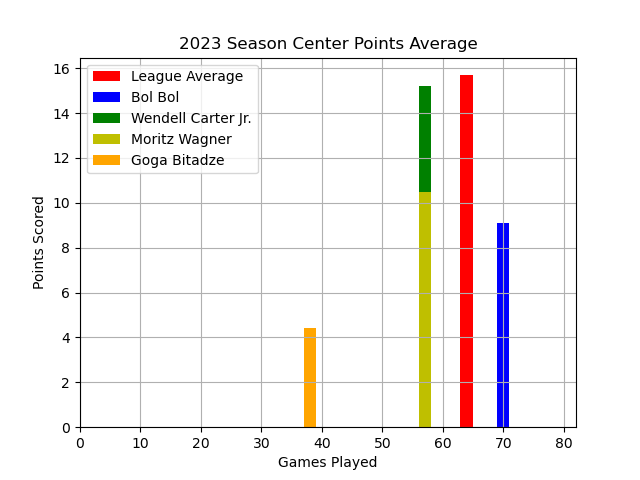 2023 Season Center Points Average
League Average
Bol Bol
Wendell Carter Jr.
Moritz Wagner
Goga Bitadze
Points Scored
16
14
12
10
8
6
4
2
0
0 10 20 30 40 50 60 70 80
Games Played